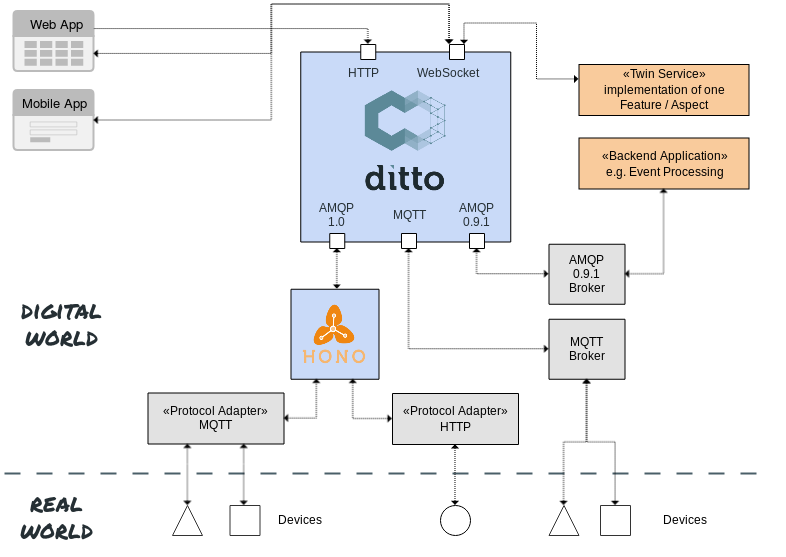 Web App
Mobile App
HTTP
WebSocket
ditto
AMQP
1.0
MQTT
AMQP
0.9.1
«Twin Service»
implementation of one
Feature / Aspect
«Backend Application»
e.g. Event Processing
AMQP
0.9.1
Broker
MQTT
Broker
HONO
DIGITAL
WORLD
«Protocol Adapter»
MQTT
«Protocol Adapter»
HTTP
REAL
WORLD
Devices
Devices